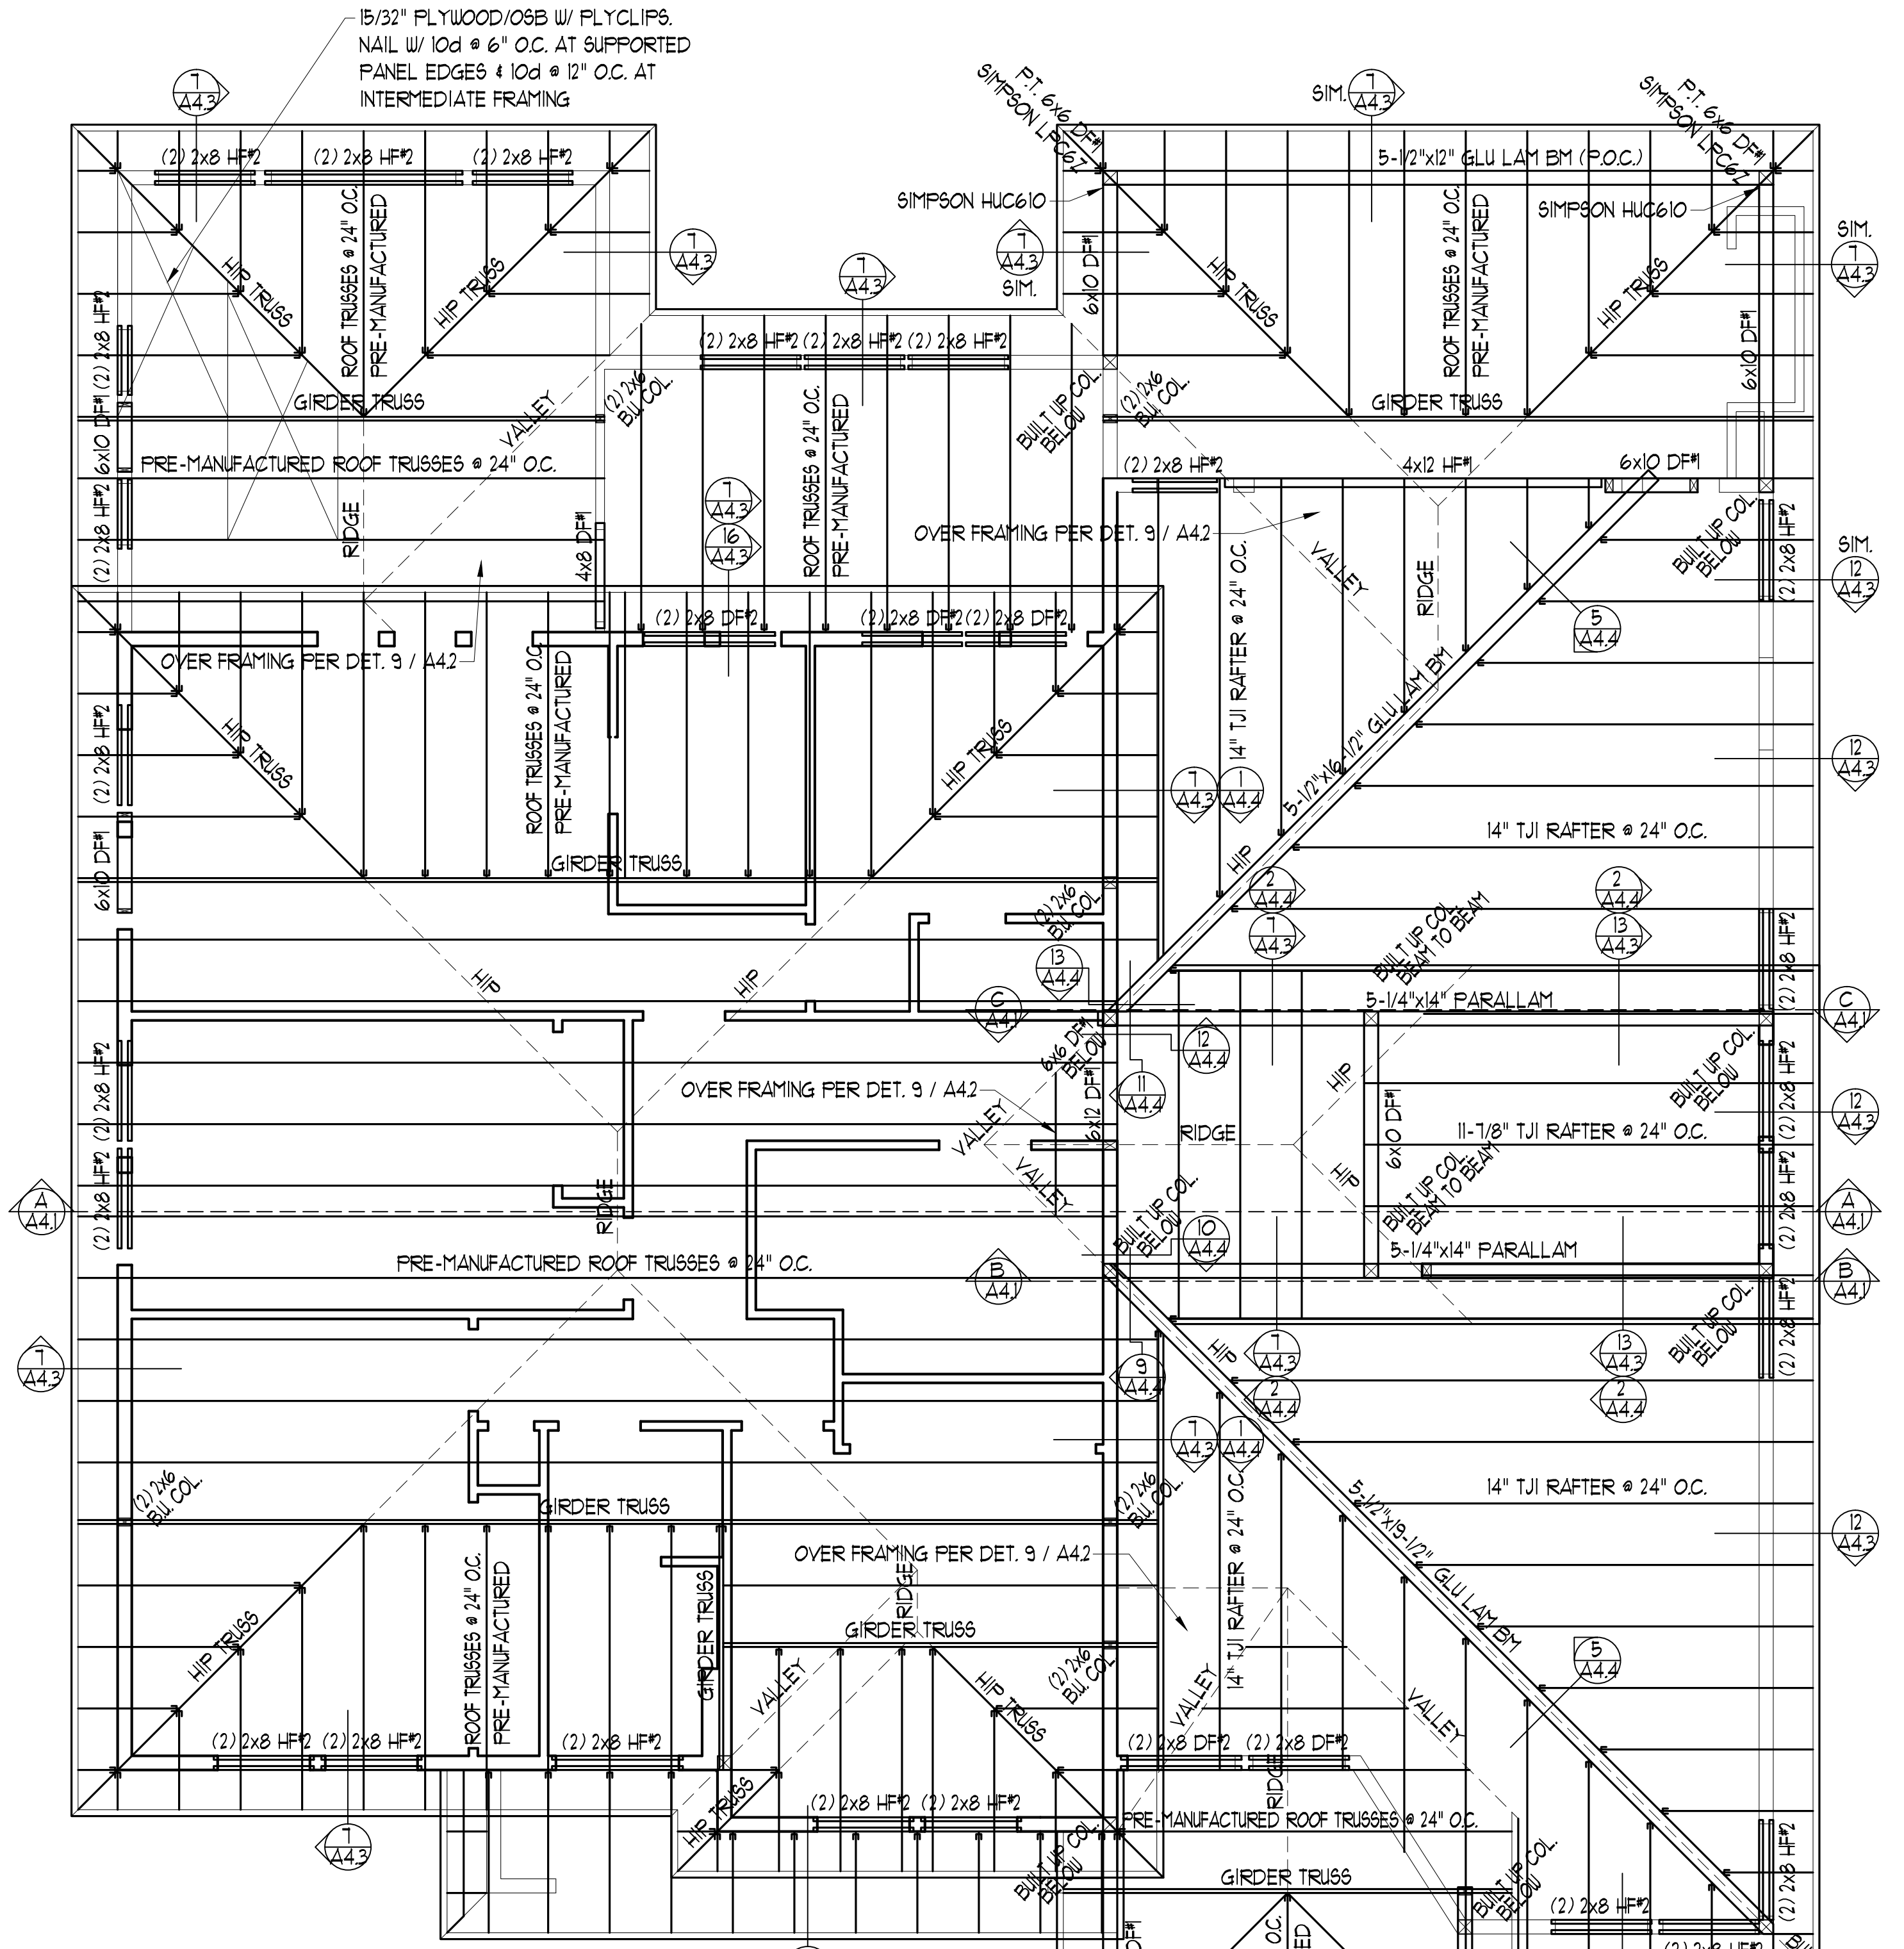 15/32" PLYWOOD/OSB W/ PLYCLIPS.
NAIL W/ 10d @ 6" O.C. AT SUPPORTED
PANEL EDGES & 10d @ 12" O.C. AT
INTERMEDIATE FRAMING
7
A4.3
P.T. 6x6 DF#1
SIMPSON LPC6Z
SIM.
7
A4.3
P.T. 6x6 DF#1
SIMPSON LPC6Z
(2) 2x8 HF#2
(2) 2x8 HF#2
(2) 2x8 HF#2
5-1/2"x12" GLU LAM BM (P.O.C.)
SIMPSON HUC610
SIMPSON HUC610
ROOF TRUSSES @ 24" O.C.
PRE-MANUFACTURED
7
A4.3
7
A4.3
7
A4.3
SIM.
6x10 DF#1
ROOF TRUSSES @ 24" O.C.
PRE-MANUFACTURED
SIM.
7
A4.3
HIP TRUSS
HIP TRUSS
HIP TRUSS
HIP TRUSS
6x10 DF#1
(2) 2x8 HF#2
(2) 2x8 HF#2
(2) 2x8 HF#2
(2) 2x8 HF#2
GIRDER TRUSS
VALLEY
(2) 2x6
B.U. COL.
ROOF TRUSSES @ 24" O.C.
PRE-MANUFACTURED
BUILT UP COL.
BELOW
(2) 2x6
B.U. COL.
GIRDER TRUSS
6x10 DF#1
PRE-MANUFACTURED ROOF TRUSSES @ 24" O.C.
(2) 2x8 HF#2
4x12 HF#1
6x10 DF#1
(2) 2x8 HF#2
RIDGE
7
A4.3
16
A4.3
4x8 DF#1
OVER FRAMING PER DET. 9 / A4.2
VALLEY
RIDGE
BUILT UP COL.
BELOW
(2) 2x8 HF#2
SIM.
12
A4.3
5
A4.4
14" TJI RAFTER @ 24" O.C.
(2) 2x8 DF#2
(2) 2x8 DF#2
(2) 2x8 DF#2
OVER FRAMING PER DET. 9 / A4.2
ROOF TRUSSES @ 24" O.C.
PRE-MANUFACTURED
(2) 2x8 HF#2
HIP TRUSS
HIP TRUSS
5-1/2"x16-1/2" GLU LAM BM
7
A4.3
1
A4.4
12
A4.3
14" TJI RAFTER @ 24" O.C.
6x10 DF#1
GIRDER TRUSS
HIP
(2) 2x6
B.U. COL.
2
A4.4
7
A4.3
2
A4.4
13
A4.3
BUILT UP COL.
BEAM TO BEAM
(2) 2x8 HF#2
HIP
HIP
13
A4.4
C
A4.1
5-1/4"x14" PARALLAM
C
A4.1
6x6 DF#1
BELOW
12
A4.4
11
A4.4
HIP
BUILT UP COL.
BELOW
(2) 2x8 HF#2
OVER FRAMING PER DET. 9 / A4.2
6x12 DF#1
VALLEY
VALLEY
RIDGE
6x10 DF#1
11-7/8" TJI RAFTER @ 24" O.C.
(2) 2x8 HF#2
12
A4.3
HIP
BUILT UP COL.
BEAM TO BEAM
(2) 2x8 HF#2
A
A4.1
RIDGE
BUILT UP COL.
BELOW
10
A4.4
(2) 2x8 HF#2
A
A4.1
PRE-MANUFACTURED ROOF TRUSSES @ 24" O.C.
B
A4.1
5-1/4"x14" PARALLAM
B
A4.1
7
A4.3
9
A4.4
HIP
7
A4.3
2
A4.4
13
A4.3
2
A4.4
BUILT UP COL.
BELOW
(2) 2x8 HF#2
7
A4.3
1
A4.4
(2) 2x6
B.U. COL.
GIRDER TRUSS
(2) 2x6
B.U. COL.
14" TJI RAFTER @ 24" O.C.
14" TJI RAFTER @ 24" O.C.
5-1/2"x19-1/2" GLU LAM BM
12
A4.3
OVER FRAMING PER DET. 9 / A4.2
HIP TRUSS
ROOF TRUSSES @ 24" O.C.
PRE-MANUFACTURED
GIRDER TRUSS
RIDGE
GIRDER TRUSS
VALLEY
HIP TRUSS
(2) 2x6
B.U. COL.
VALLEY
VALLEY
5
A4.4
(2) 2x8 HF#2
(2) 2x8 HF#2
(2) 2x8 HF#2
(2) 2x8 DF#2
(2) 2x8 DF#2
RIDGE
HIP TRUSS
(2) 2x8 HF#2
(2) 2x8 HF#2
PRE-MANUFACTURED ROOF TRUSSES @ 24" O.C.
7
A4.3
BUILT UP COL.
BELOW
GIRDER TRUSS
BUILT UP COL.
BELOW
(2) 2x8 HF#2
(2) 2x8 HF#2
DF#1
O.C.